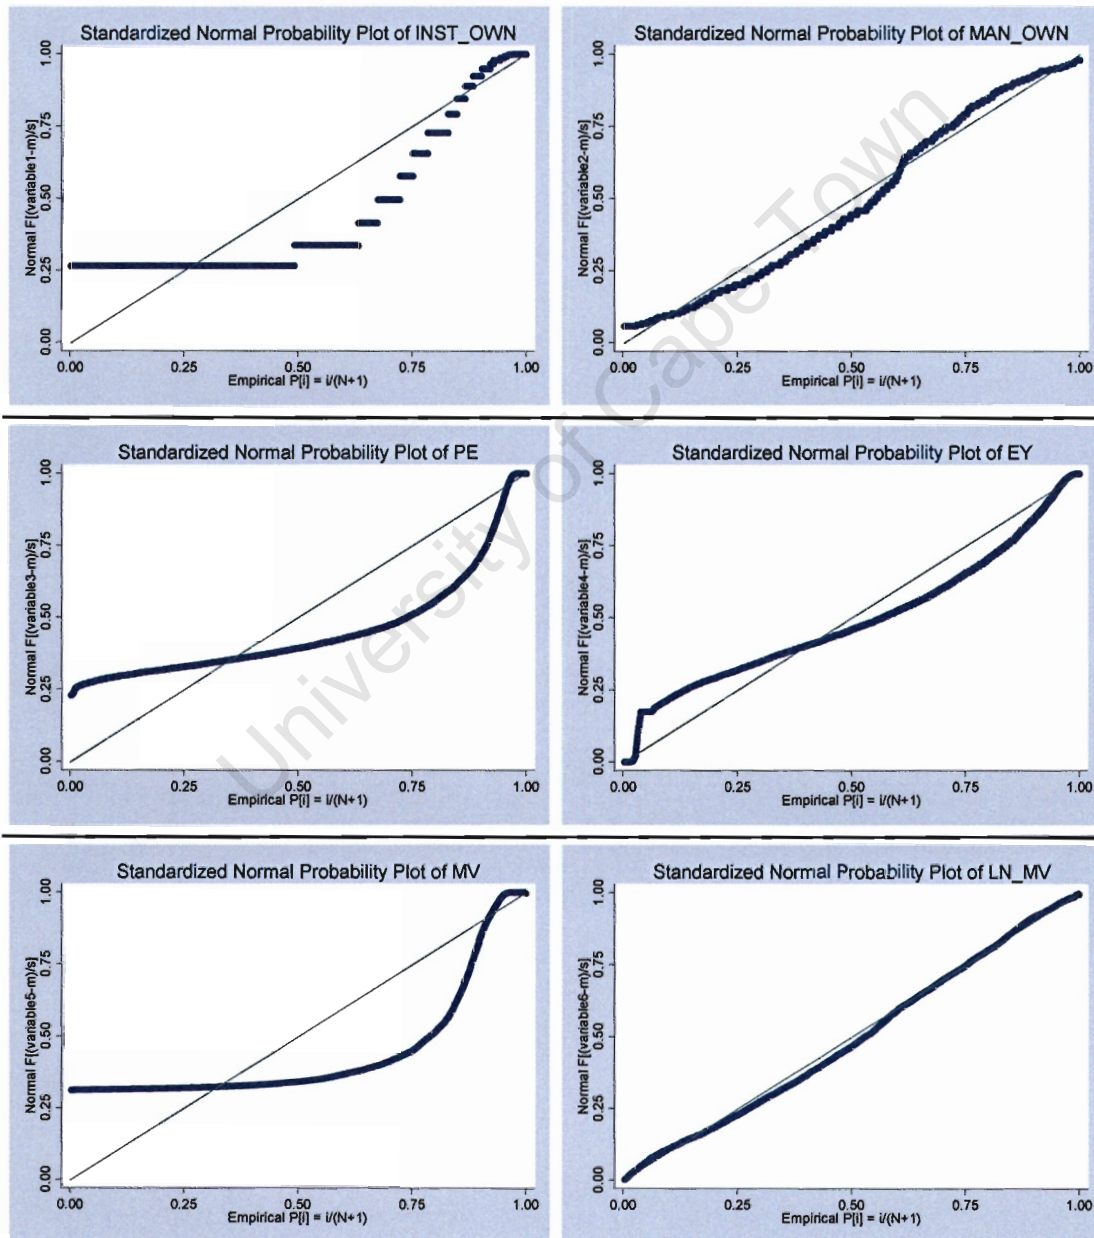 Standardized Normal Probability Plot of INST_OWN
Normal F[(variable1-m)/s]
1.00
0.75
0.50
0.25
0.00
0.00 0.25 0.50 0.75 1.00
Empirical P[i] = i/(N+1)
Standardized Normal Probability Plot of MAN_OWN
Normal F[(variable2-m)/s]
1.00
0.75
0.50
0.25
0.00
0.00 0.25 0.50 0.75 1.00
Empirical P[i] = i/(N+1)
Standardized Normal Probability Plot of PE
Normal F[(variable3-m)/s]
1.00
0.75
0.50
0.25
0.00
0.00 0.25 0.50 0.75 1.00
Empirical P[i] = i/(N+1)
Standardized Normal Probability Plot of EY
Normal F[(variable4-m)/s]
1.00
0.75
0.50
0.25
0.00
0.00 0.25 0.50 0.75 1.00
Empirical P[i] = i/(N+1)
Standardized Normal Probability Plot of MV
Normal F[(variable5-m)/s]
1.00
0.75
0.50
0.25
0.00
0.00 0.25 0.50 0.75 1.00
Empirical P[i] = i/(N+1)
Standardized Normal Probability Plot of LN_MV
Normal F[(variable6-m)/s]
1.00
0.75
0.50
0.25
0.00
0.00 0.25 0.50 0.75 1.00
Empirical P[i] = i/(N+1)
University of Cape Town